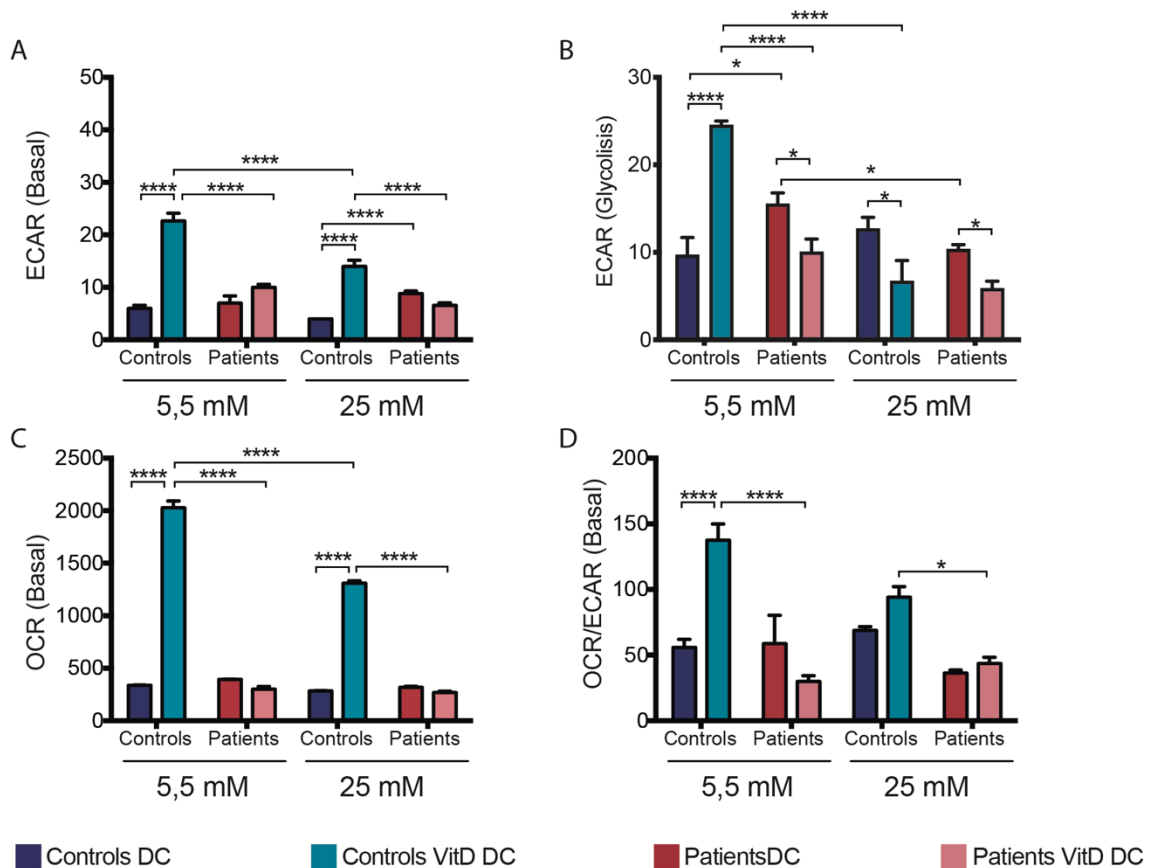 A
ECAR (Basal)
50
40
30
20
10
0
****
****
****
****
****
****
Controls Patients Controls Patients
5,5 mM 25 mM
B
ECAR (Glycolisis)
30
20
10
0
****
****
*
****
*
*
*
*
Controls Patients Controls Patients
5,5 mM 25 mM
C
OCR (Basal)
2500
2000
1500
1000
500
0
****
****
****
****
****
Controls Patients Controls Patients
5,5 mM 25 mM
D
OCR/ECAR (Basal)
200
150
100
50
0
****
****
*
Controls Patients Controls Patients
5,5 mM 25 mM
Controls DC Controls VitD DC PatientsDC Patients VitD DC